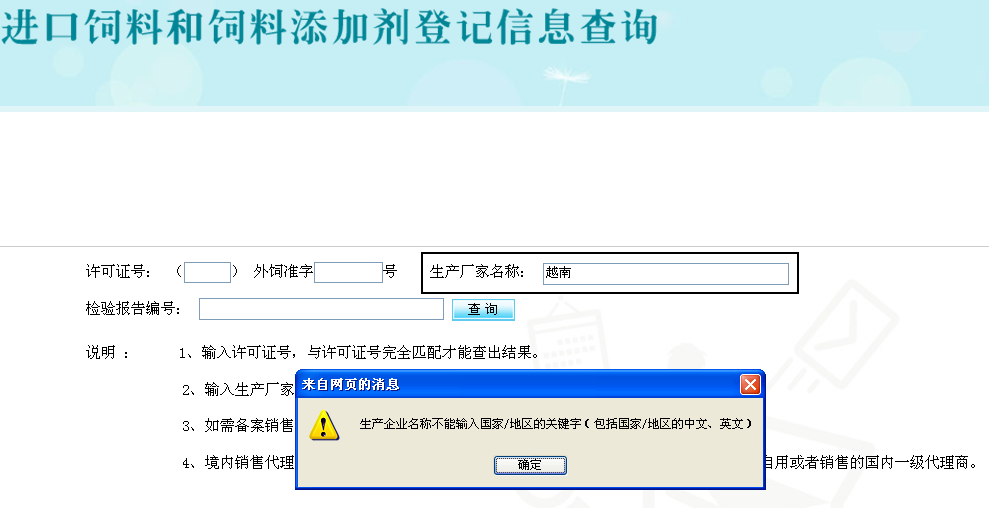 进口饲料和饲料添加剂登记信息查询
许可证号： （ ） 外饲准字 号 生产厂家名称： 越南
检验报告编号： 查 询
说明 ： 1、输入许可证号，与许可证号完全匹配才能查出结果。
2、输入生产厂家
来自网页的消息
3、如需备案销售
生产企业名称不能输入国家/地区的关键字（包括国家/地区的中文、英文）
4、境内销售代理 自用或者销售的国内一级代理商。
确定